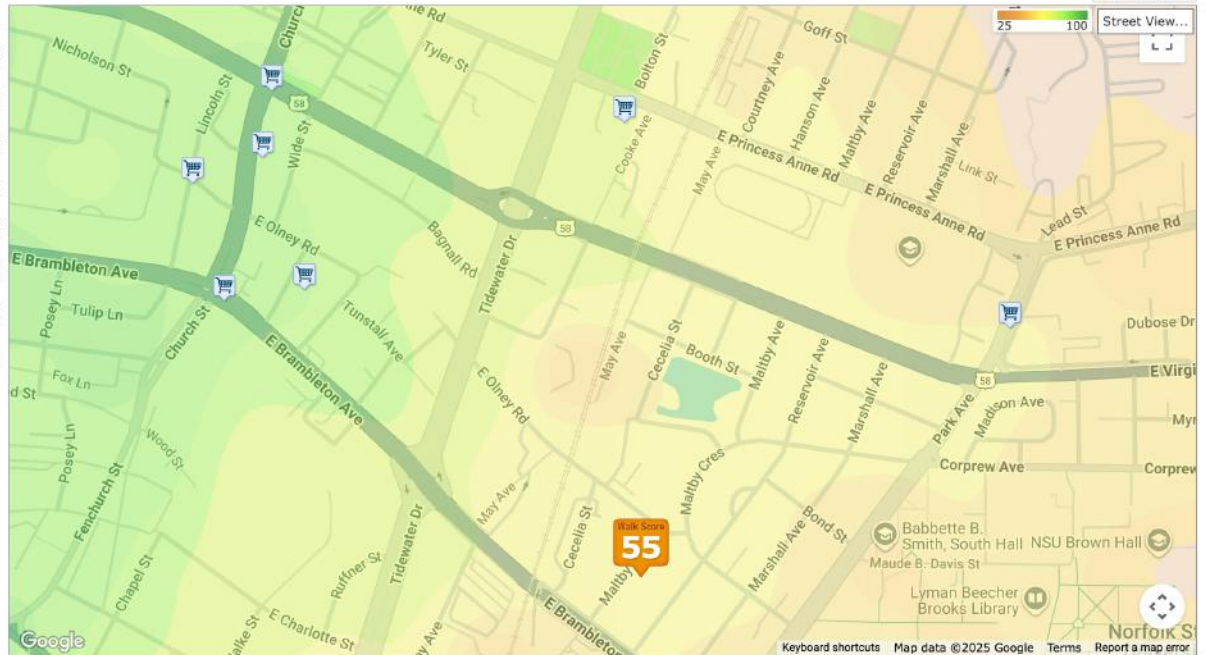 Nicholson St
Church
ne Rd
Tyler St
Bolton St
Goff St
25
100
Street View...
Lincoln St
58
Wide St
Cooke Ave
Courtney Ave
Hanson Ave
Maltby Ave
Reservoir Ave
Marshall Ave
E Princess Anne Rd
May Ave
E Princess Anne Rd
Link St
Lead St
E Princess Anne Rd
E Olney Rd
Bagnall Rd
58
Tidewater Dr
E Brambleton Ave
Posey Ln
Tulip Ln
Church St
Tunstall Ave
E Brambleton Ave
May Ave
Cecelia St
Booth St
Maltby Ave
Reservoir Ave
Marshall Ave
Dubose Dr
58
E Virgi
Fox Ln
d St
Posey Ln
Wood St
E Olney Rd
Park Ave
Madison Ave
Myr
Fenchurch St
Maltby Cres
Corprew Ave
Corprew
May Ave
Cecelia St
Walk Score
55
Bond St
Marshall Ave
Babbette B.
Smith, South Hall
NSU Brown Hall
Maude B. Davis St
Chapel St
Ruffner St
Tidewater Dr
Maltby
Lyman Beecher
Brooks Library
E Charlotte St
alke St
ey Ave
E Brambleton
Norfolk S
Google
Keyboard shortcuts
Map data ©2025 Google
Terms
Report a map error